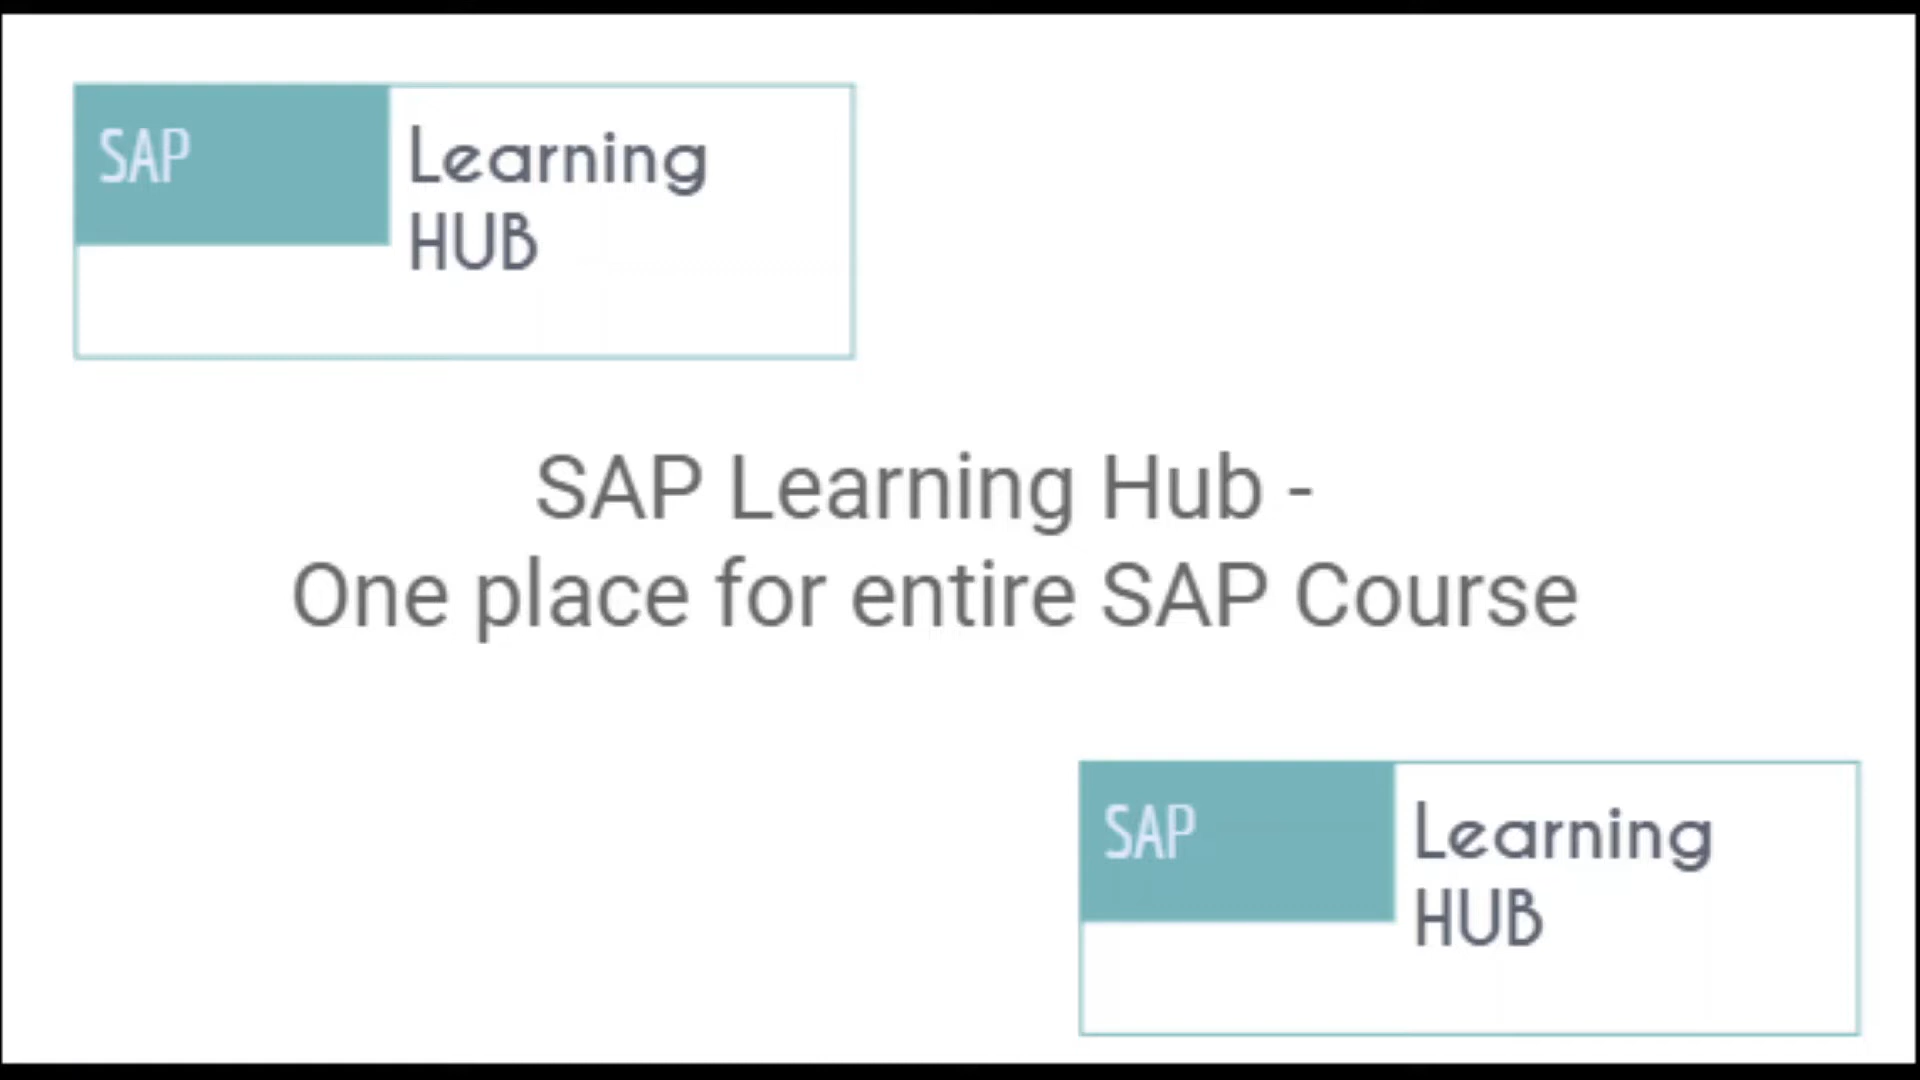 SAP
Learning
HUB
SAP Learning Hub -
One place for entire SAP Course
SAP
Learning
HUB